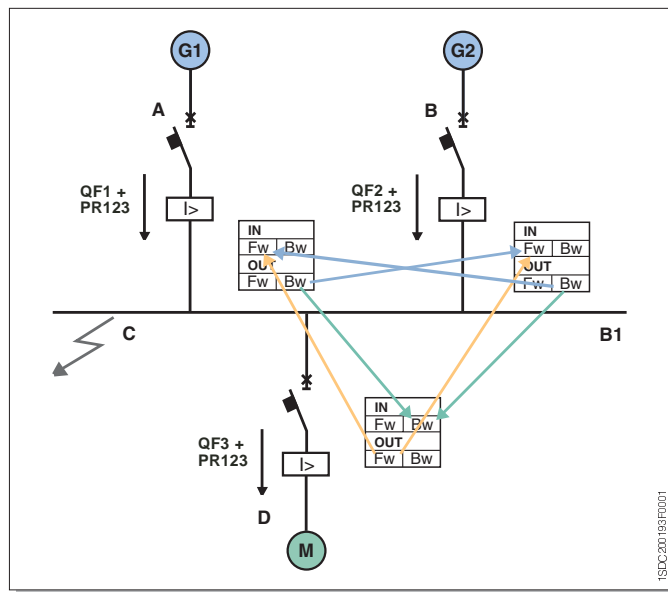 G1
G2
A
B
QF1 +
PR123
I>
QF2 +
PR123
I>
IN
Fw Bw
OUT
Fw Bw
IN
Fw Bw
OUT
Fw Bw
C
B1
IN
Fw Bw
OUT
Fw Bw
QF3 +
PR123
I>
D
M
1SDC200193F0001